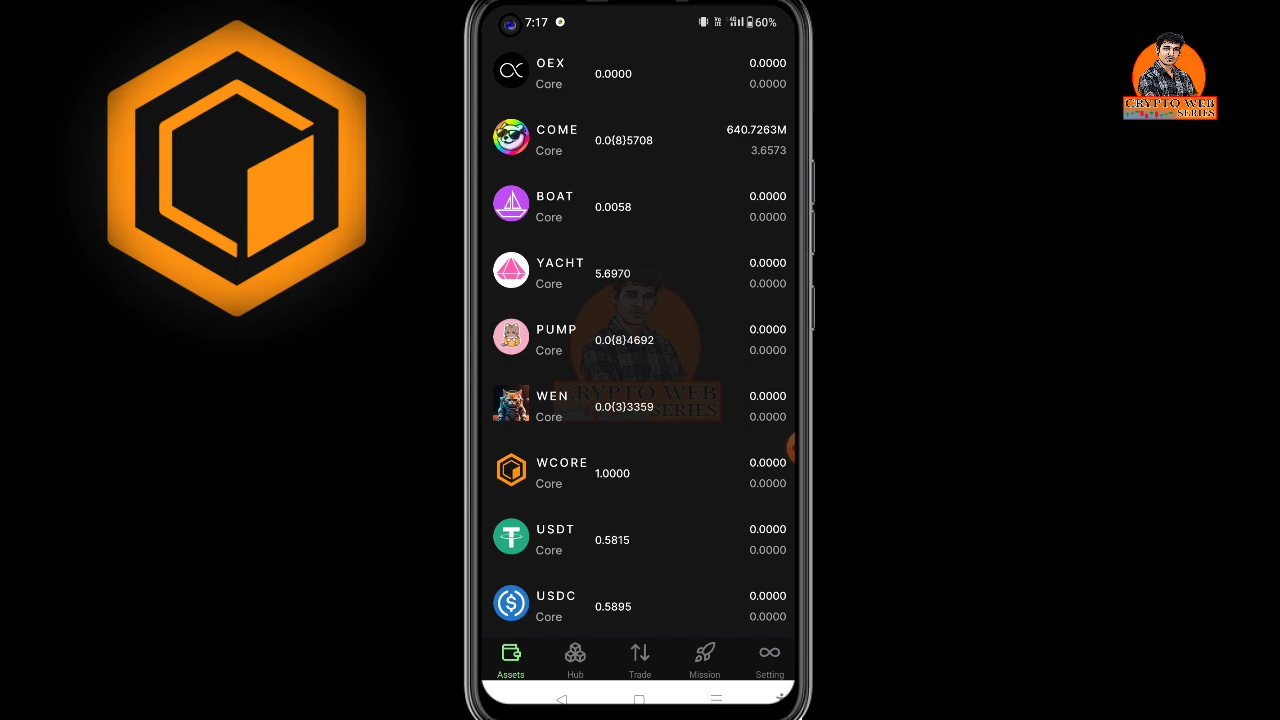 7:17 60%
OEX 0.0000
Core 0.0000 0.0000
COME 640.7263M
Core 0.0{8}5708 3.6573
BOAT 0.0000
Core 0.0058 0.0000
YACHT 0.0000
Core 5.6970 0.0000
PUMP 0.0000
Core 0.0{8}4692 0.0000
WEN 0.0000
Core 0.0{3}3359 0.0000
WCORE 0.0000
Core 1.0000 0.0000
USDT 0.0000
Core 0.5815 0.0000
USDC 0.0000
Core 0.5895 0.0000
Assets Hub Trade Mission Setting
CRYPTO WEB
SERIES
CRYPTO WEB
SERIES